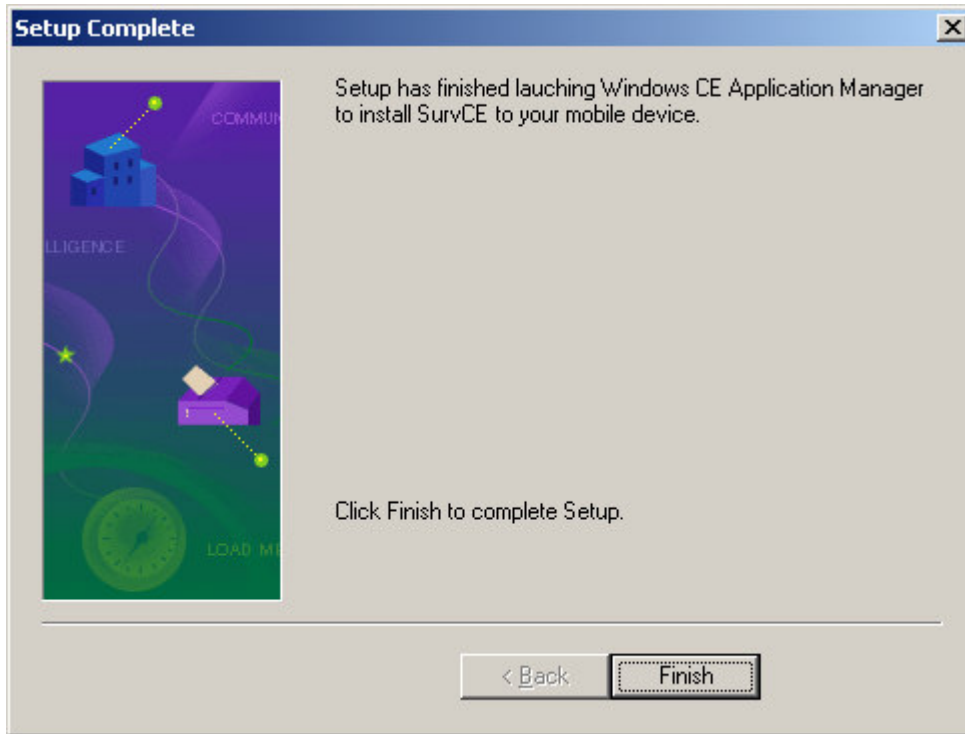 Setup Complete
Setup has finished lauching Windows CE Application Manager
to install SurvCE to your mobile device.
COMMUN
LLIGENCE
LOAD ME
Click Finish to complete Setup.
< Back
Finish